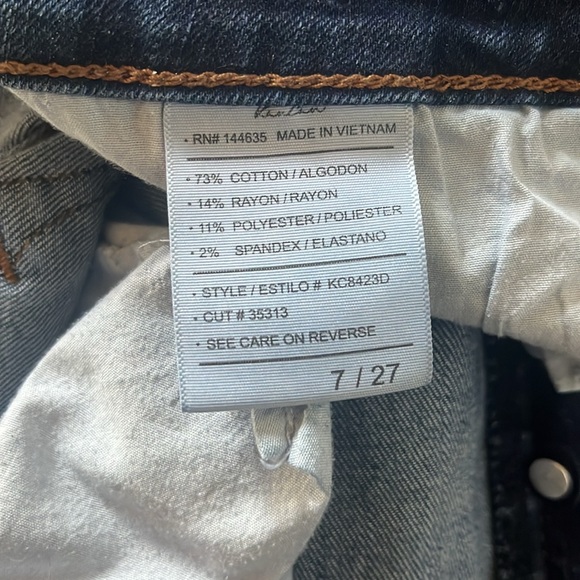 • RN# 144635 MADE IN VIETNAM
• 73% COTTON / ALGODON
• 14% RAYON / RAYON
• 11% POLYESTER / POLIESTER
• 2% SPANDEX / ELASTANO
• STYLE / ESTILO # KC8423D
• CUT # 35313
• SEE CARE ON REVERSE
7 / 27